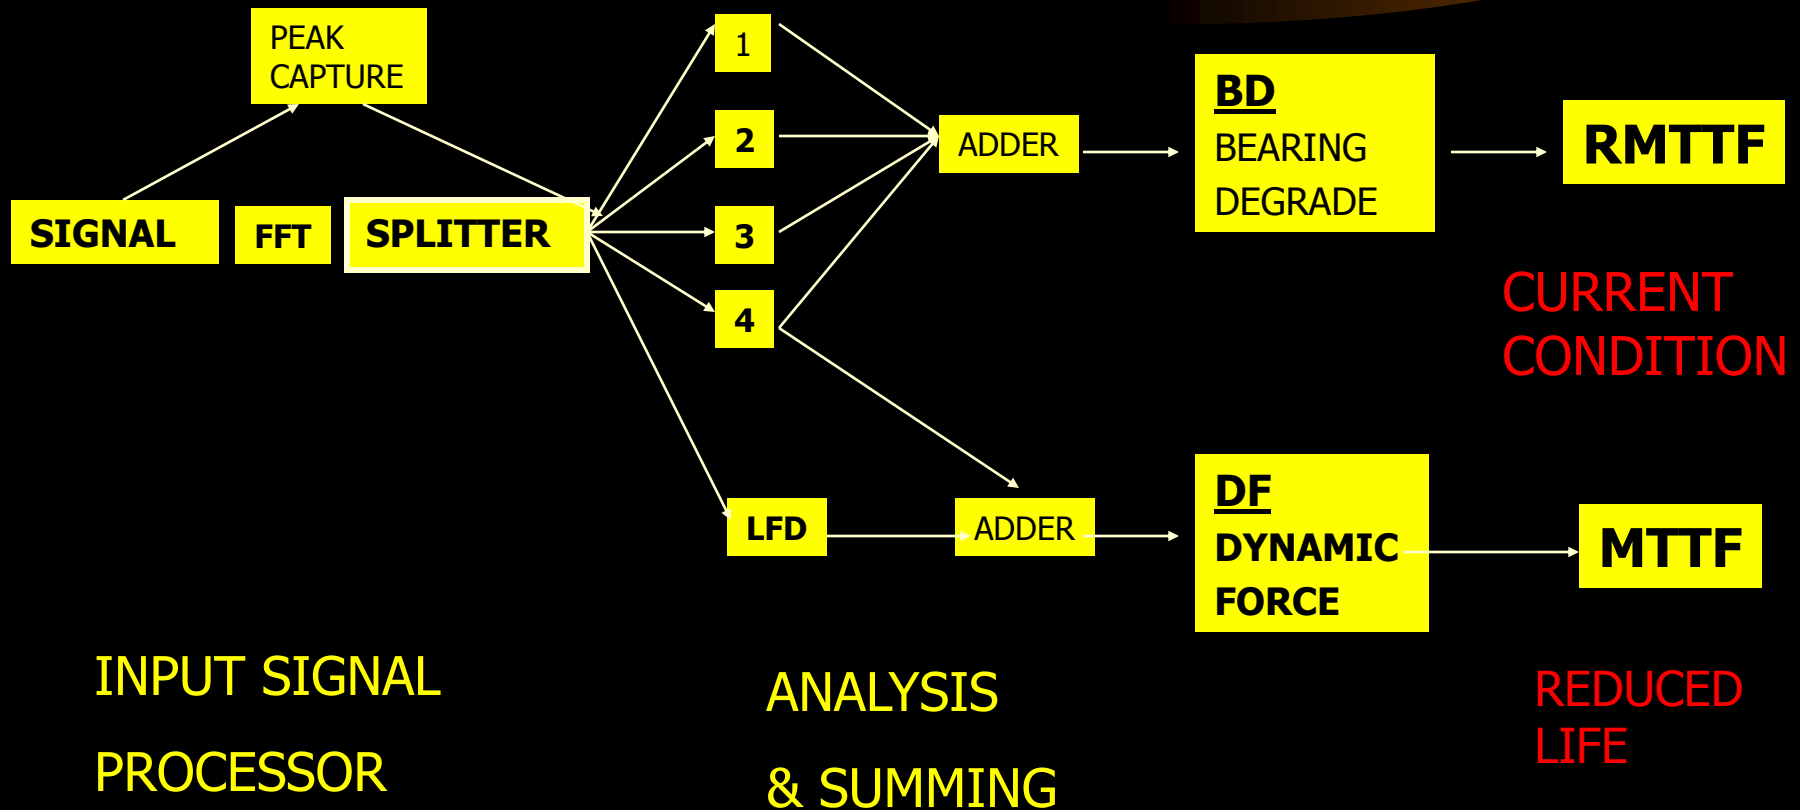 PEAK
CAPTURE
SIGNAL
FFT
SPLITTER
1
2
3
4
LFD
ADDER
ADDER
BD
BEARING
DEGRADE
RMTTF
CURRENT
CONDITION
DF
DYNAMIC
FORCE
MTTF
REDUCED
LIFE
INPUT SIGNAL
PROCESSOR
ANALYSIS
& SUMMING